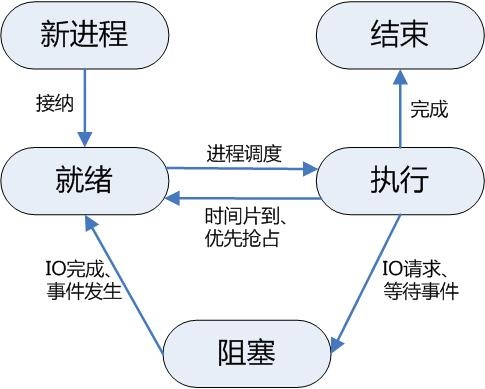 新进程
结束
接纳
完成
就绪
进程调度
执行
时间片到、
优先抢占
IO完成、
事件发生
IO请求、
等待事件
阻塞